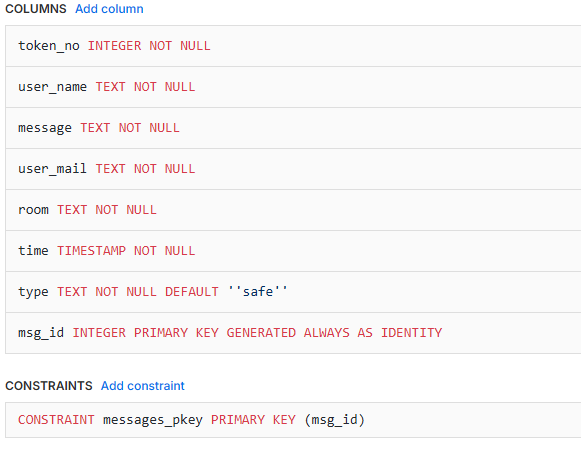 COLUMNS Add column
token_no INTEGER NOT NULL
user_name TEXT NOT NULL
message TEXT NOT NULL
user_mail TEXT NOT NULL
room TEXT NOT NULL
time TIMESTAMP NOT NULL
type TEXT NOT NULL DEFAULT ''safe''
msg_id INTEGER PRIMARY KEY GENERATED ALWAYS AS IDENTITY
CONSTRAINTS Add constraint
CONSTRAINT messages_pkey PRIMARY KEY (msg_id)